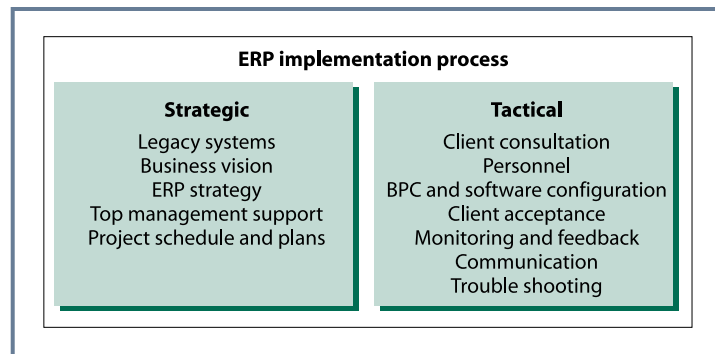 ERP implementation process
Strategic
Legacy systems
Business vision
ERP strategy
Top management support
Project schedule and plans
Tactical
Client consultation
Personnel
BPC and software configuration
Client acceptance
Monitoring and feedback
Communication
Trouble shooting